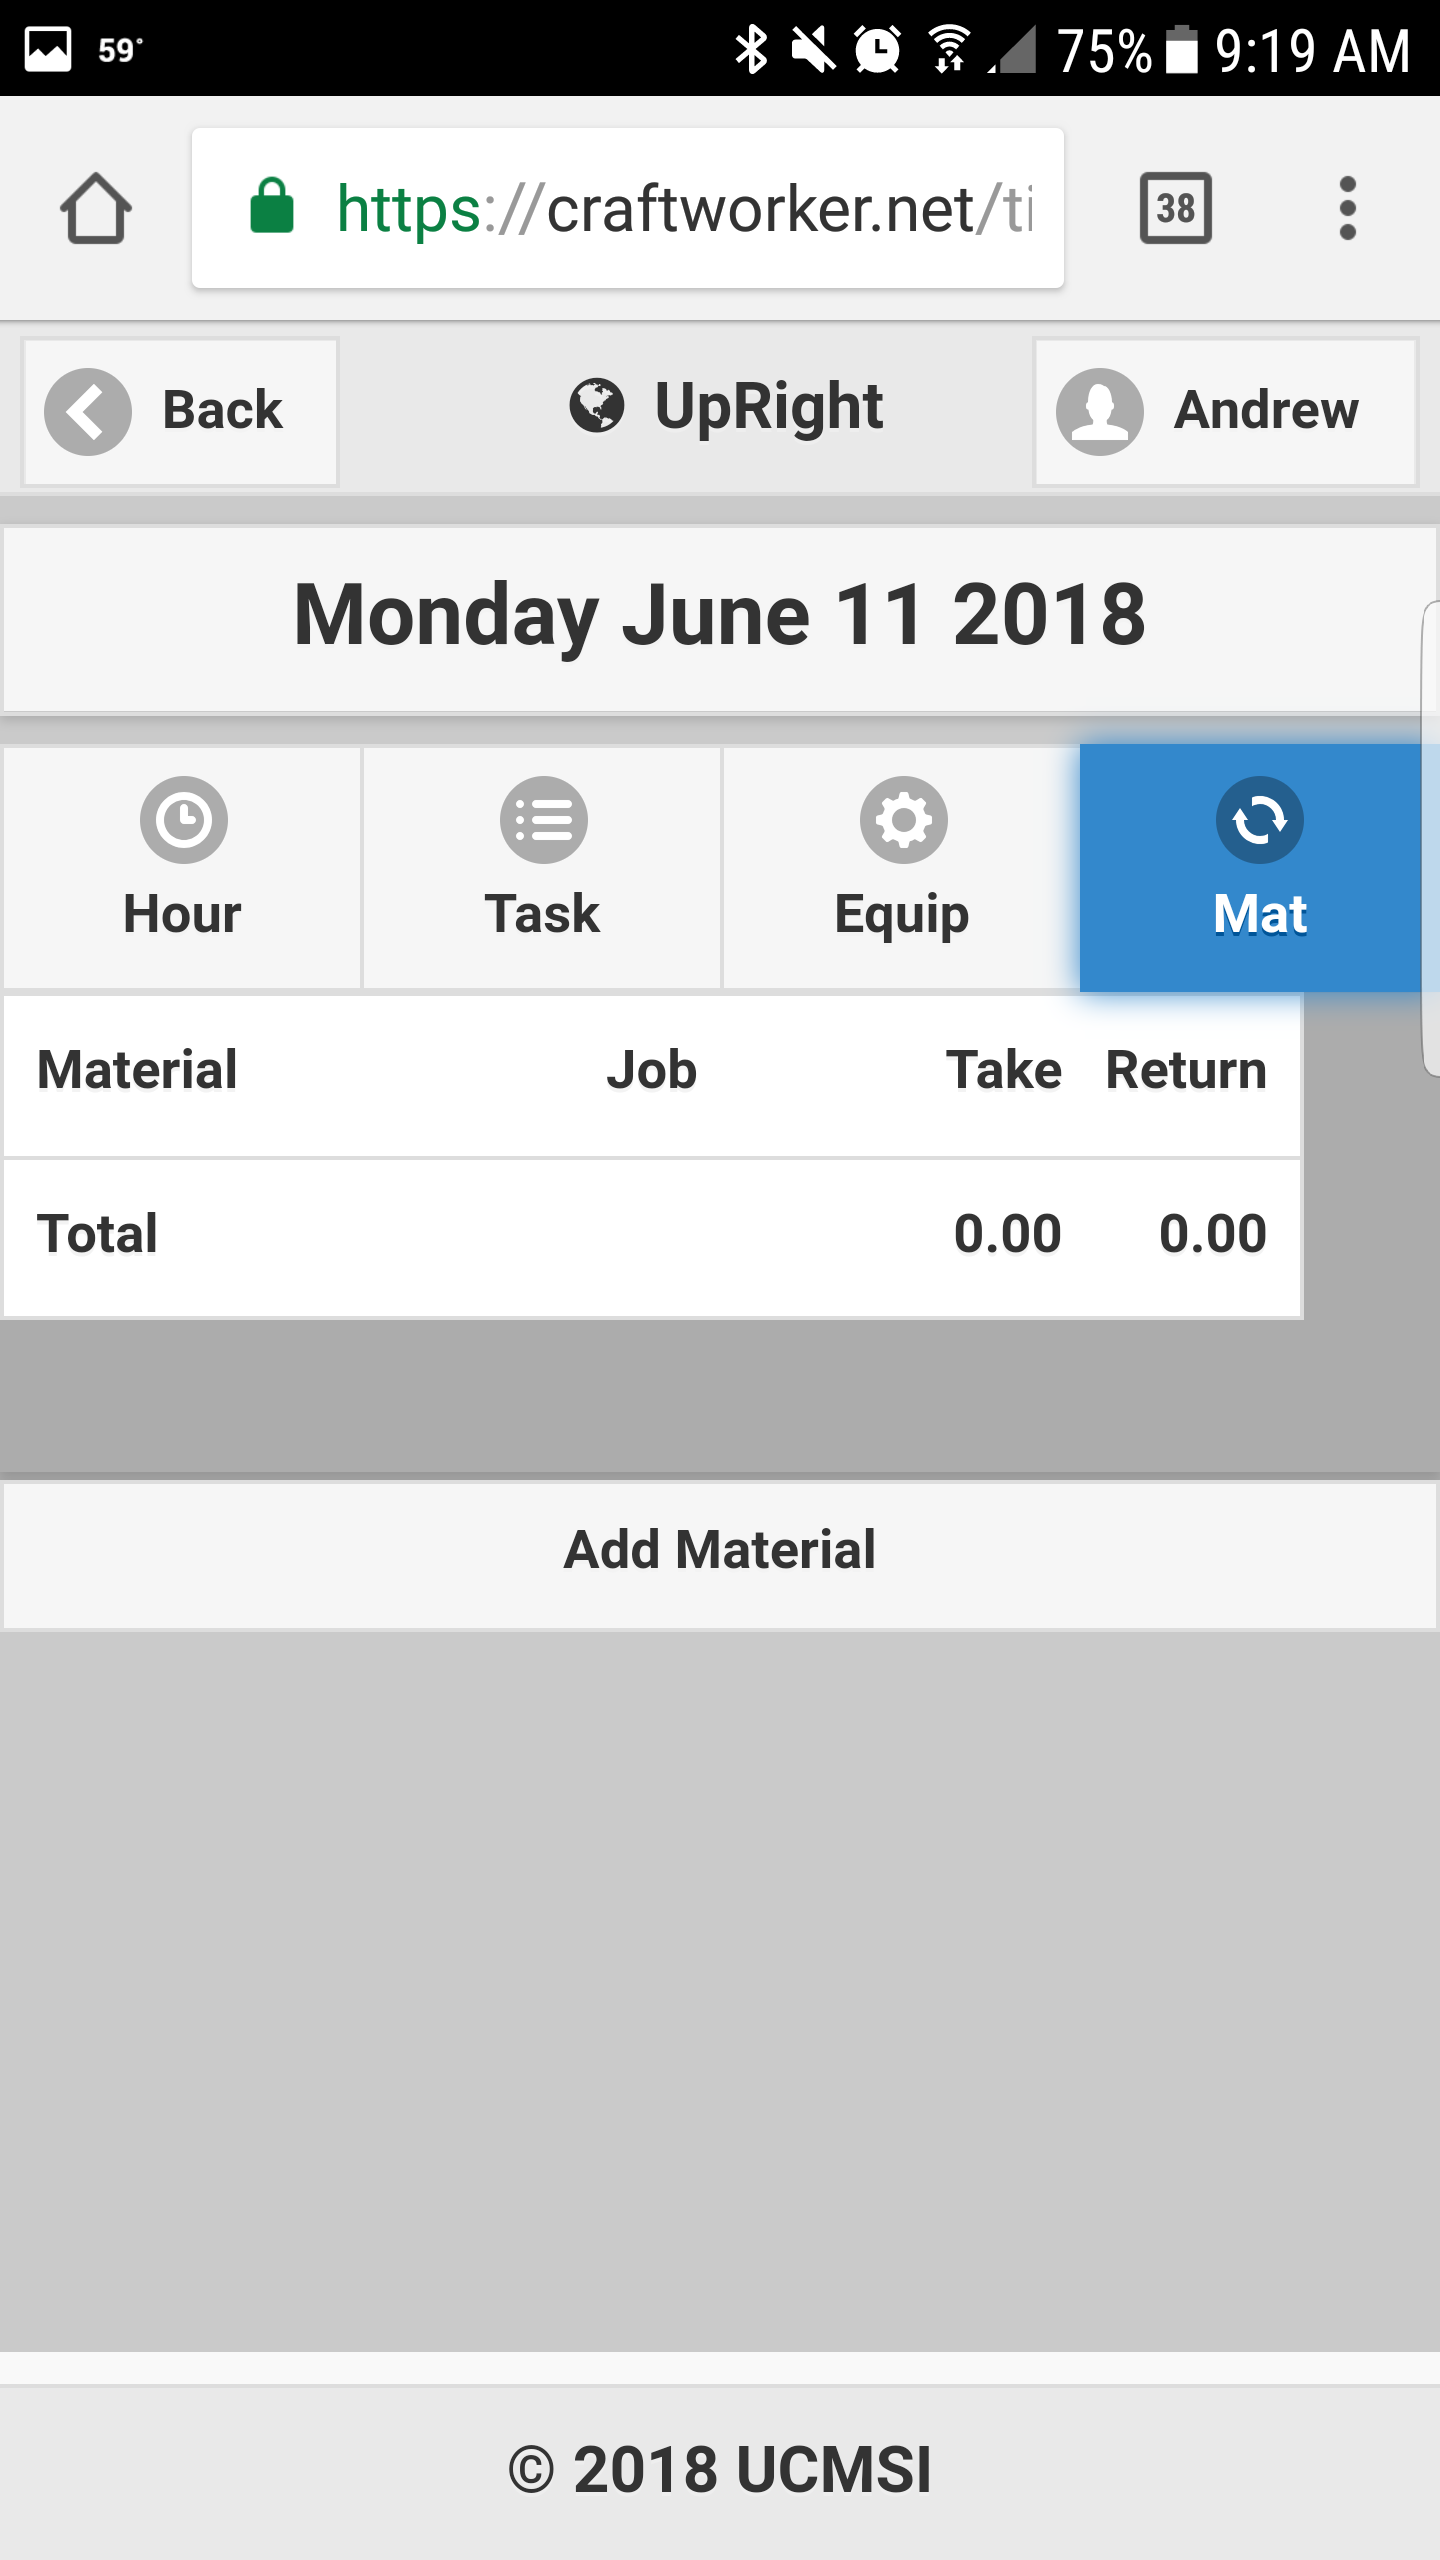 59° 75% 9:19 AM
https://craftworker.net/ti
38
Back UpRight Andrew
Monday June 11 2018
Hour Task Equip Mat
Material Job Take Return
Total 0.00 0.00
Add Material
© 2018 UCMSI